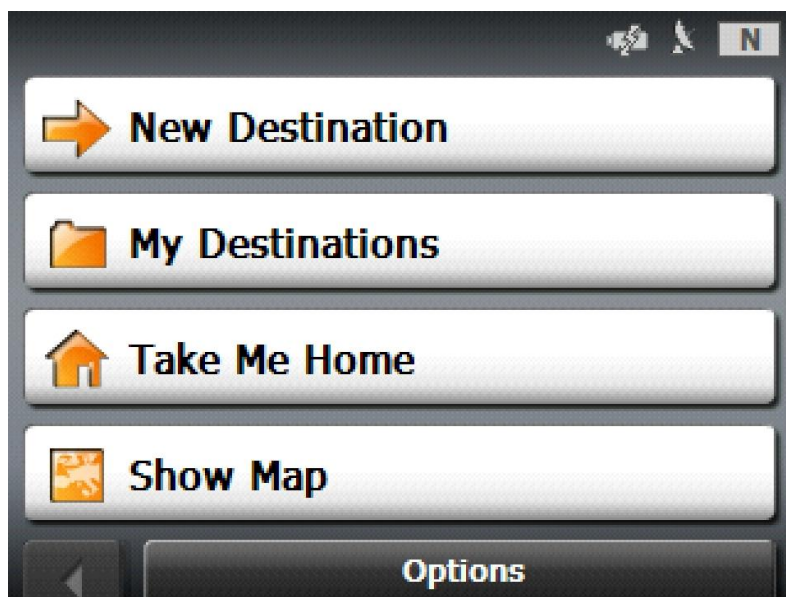 N
New Destination
My Destinations
Take Me Home
Show Map
Options